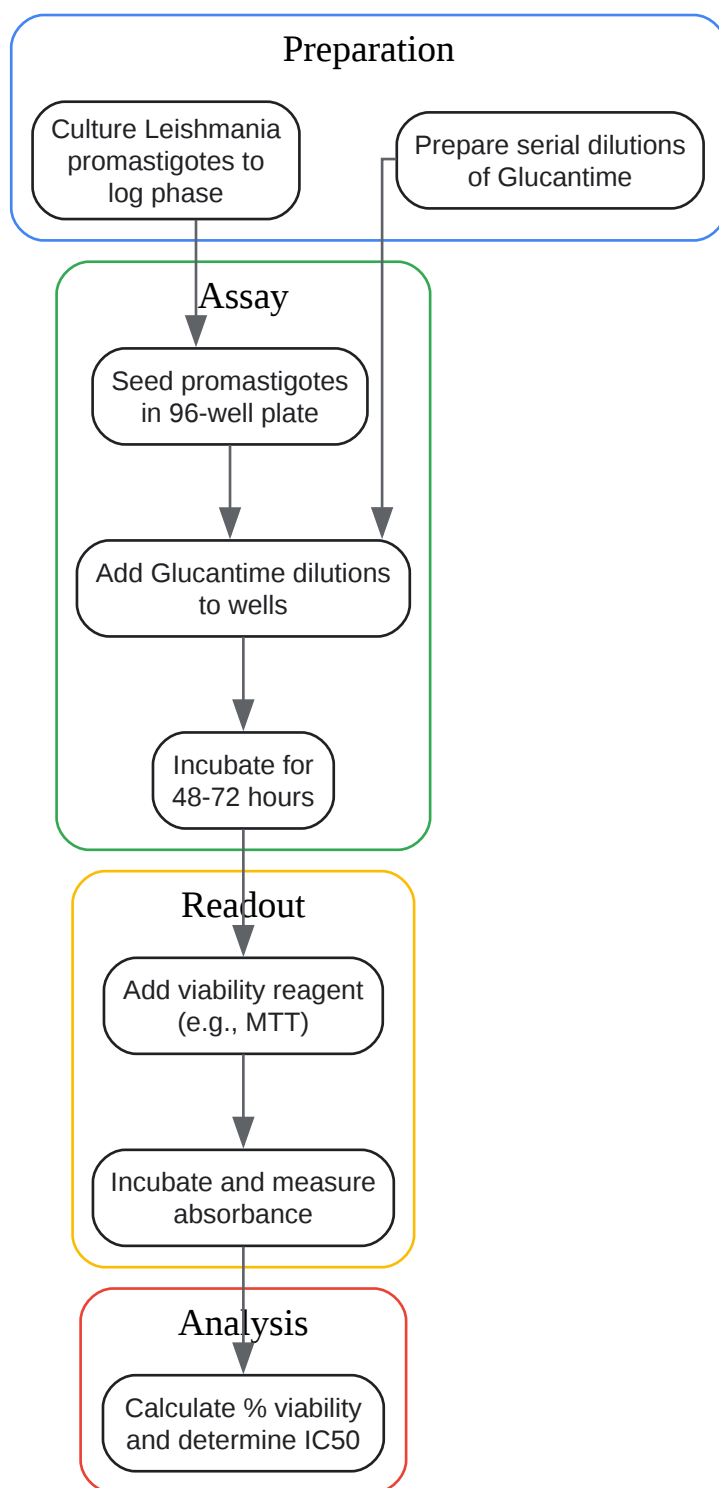 Preparation
Culture Leishmania
promastigotes to
log phase
Prepare serial dilutions
of Glucantime
Assay
Seed promastigotes
in 96-well plate
Add Glucantime dilutions
to wells
Incubate for
48-72 hours
Readout
Add viability reagent
(e.g., MTT)
Incubate and measure
absorbance
Analysis
Calculate % viability
and determine IC50